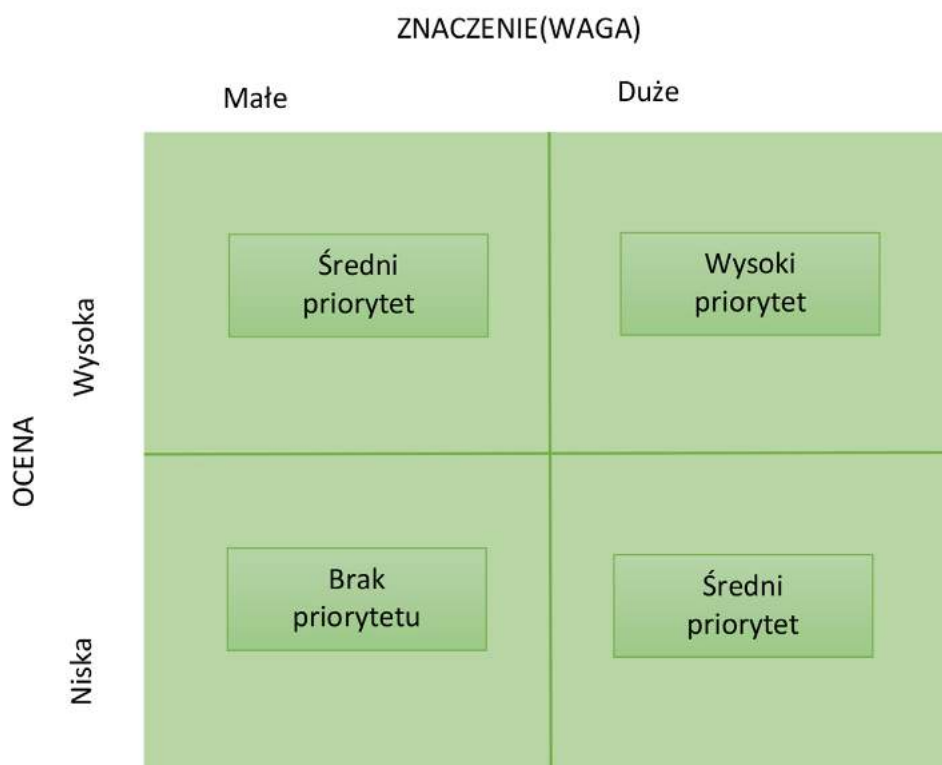 ZNACZENIE(WAGA)
Małe
Duże
OCENA
Wysoka
Średni
priorytet
Wysoki
priorytet
Niska
Brak
priorytetu
Średni
priorytet